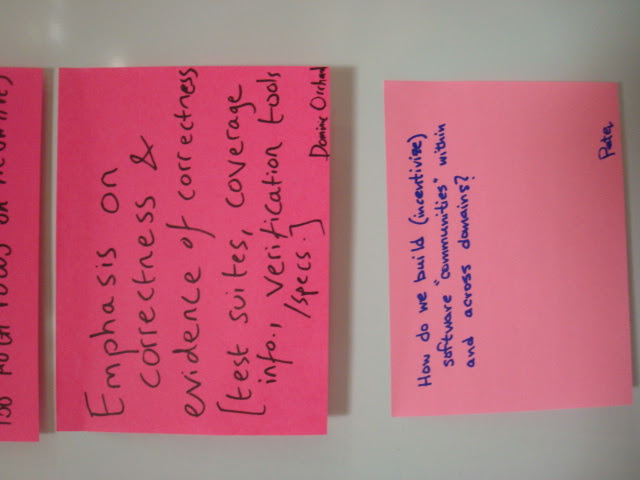 Emphasis on
correctness &
evidence of correctness
[test suites, coverage
info., verification tools
/specs.]
Dominic Orchard
How do we build (incentivise)
software "communities" within
and across domains?
Peter